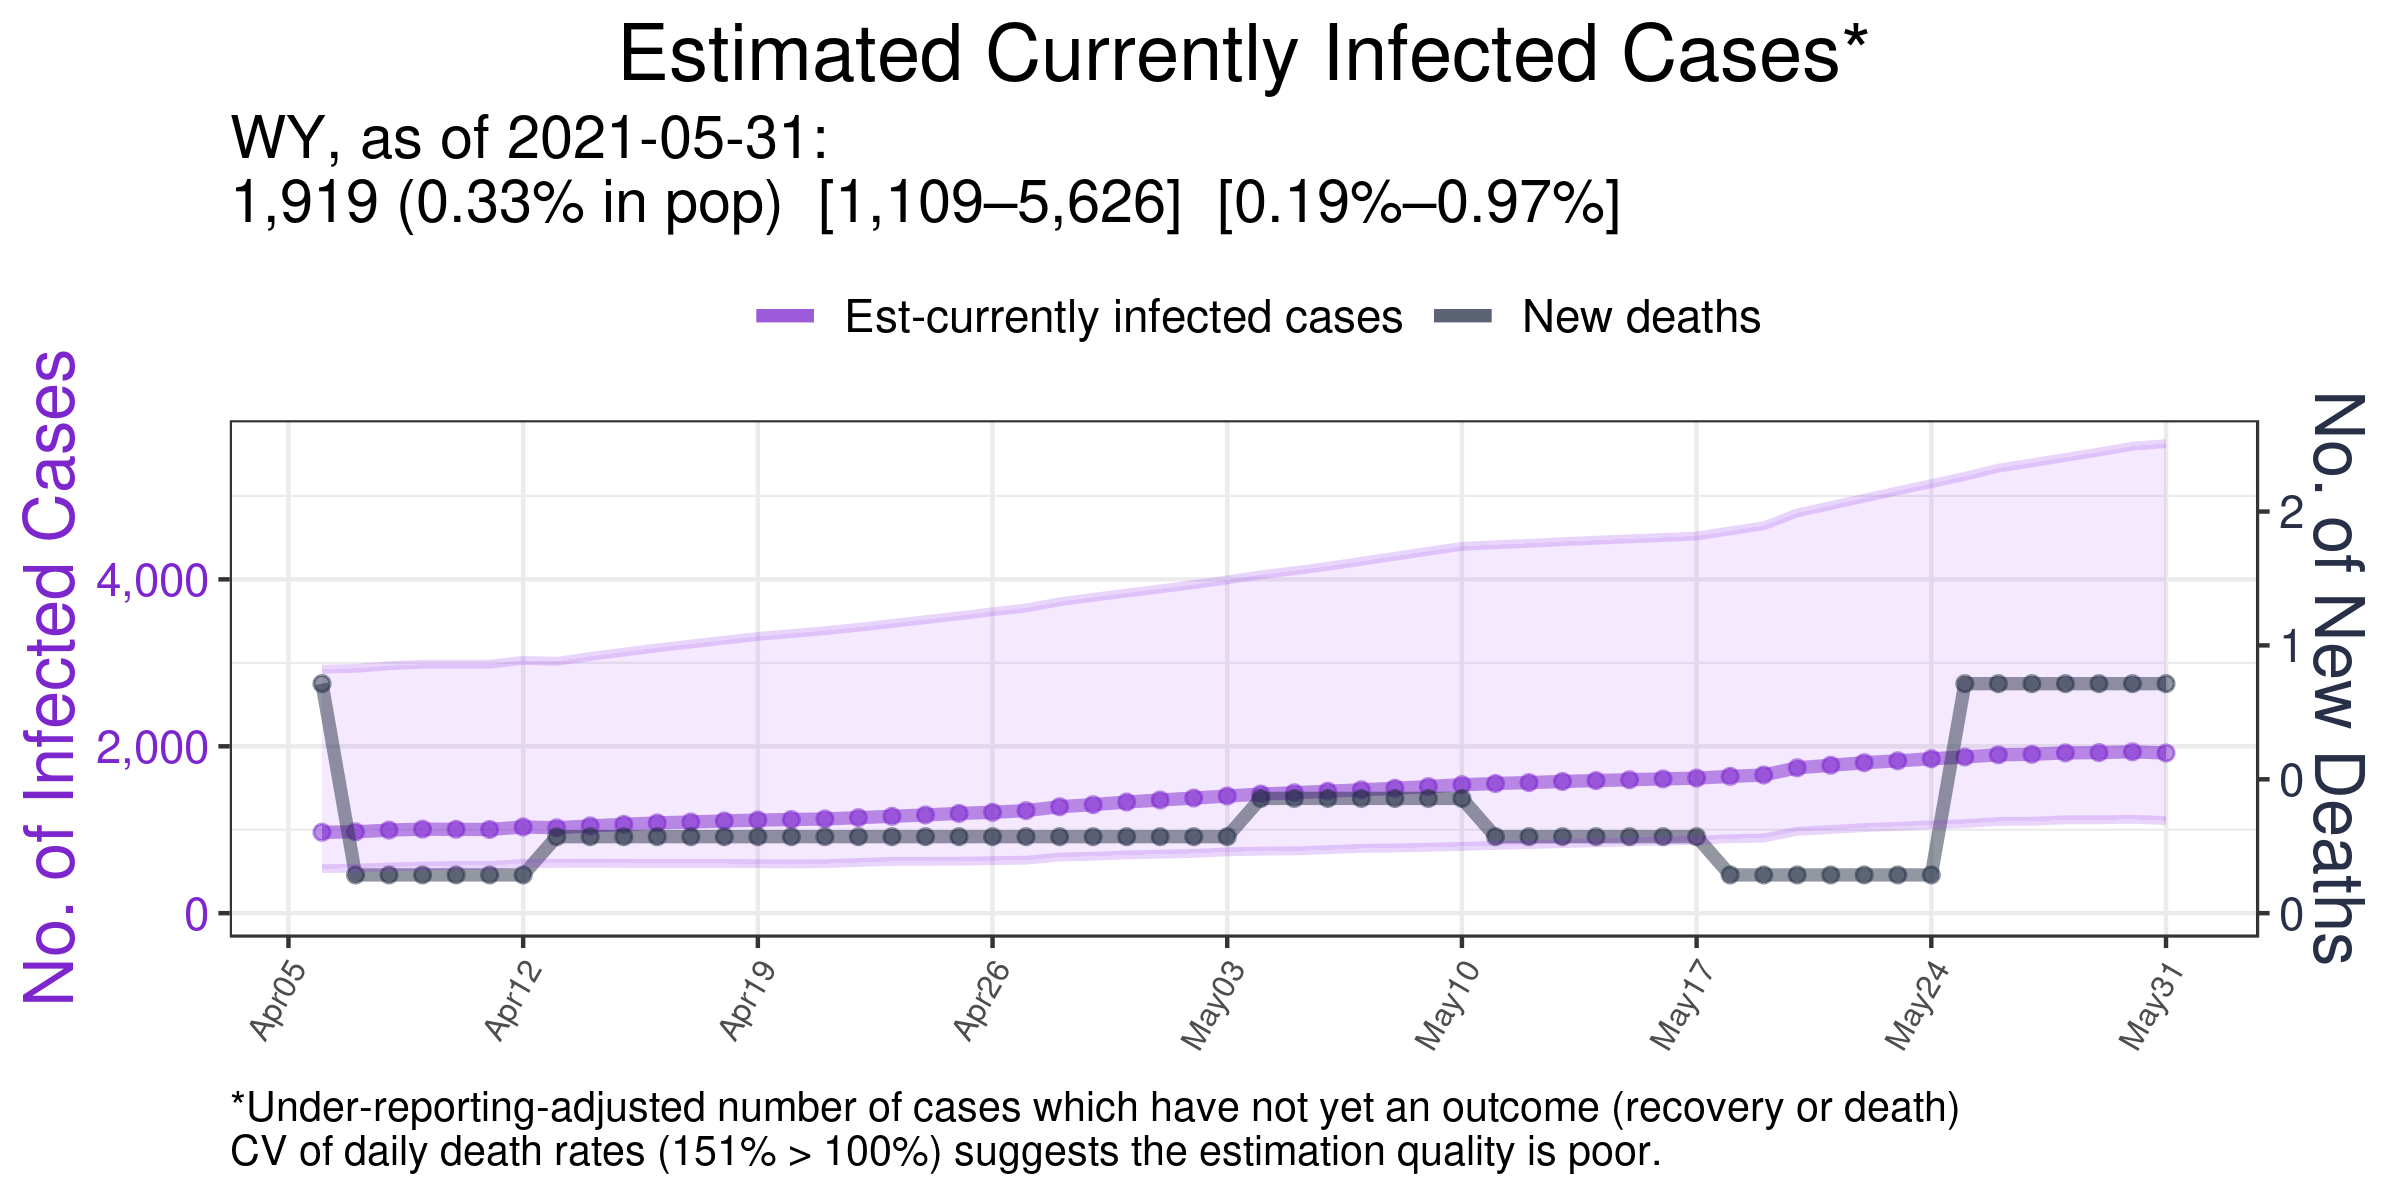 Estimated Currently Infected Cases*
WY, as of 2021-05-31:
1,919 (0.33% in pop)  [1,109–5,626]  [0.19%–0.97%]
Est-currently infected cases
New deaths
No. of Infected Cases
4,000
2,000
0
2
1
0
0
No. of New Deaths
Apr05
Apr12
Apr19
Apr26
May03
May10
May17
May24
May31
*Under-reporting-adjusted number of cases which have not yet an outcome (recovery or death)
CV of daily death rates (151% > 100%) suggests the estimation quality is poor.